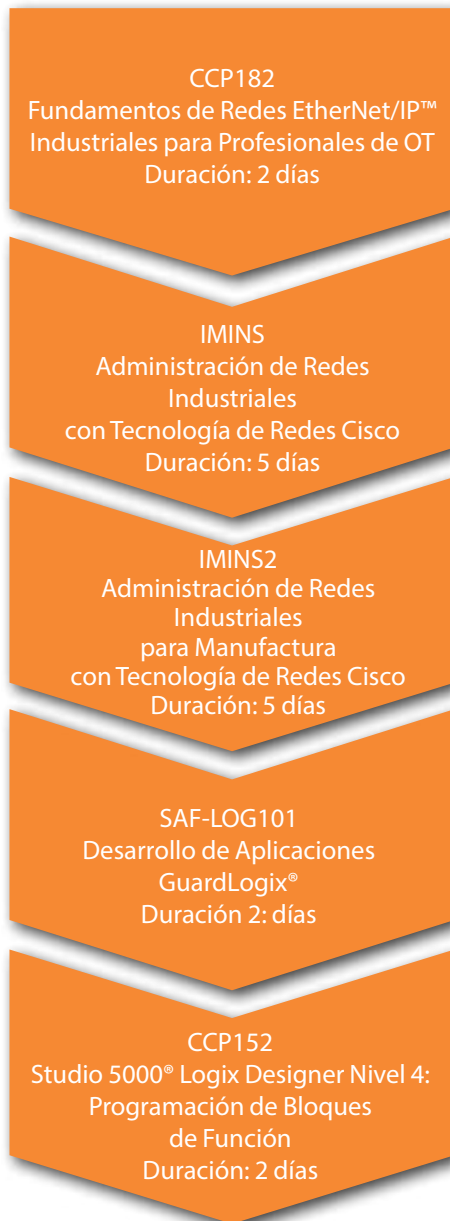 CCP182
Fundamentos de Redes EtherNet/IP™
Industriales para Profesionales de OT
Duración: 2 días
IMINS
Administración de Redes
Industriales
con Tecnología de Redes Cisco
Duración: 5 días
IMINS2
Administración de Redes
Industriales
para Manufactura
con Tecnología de Redes Cisco
Duración: 5 días
SAF-LOG101
Desarrollo de Aplicaciones
GuardLogix®
Duración 2: días
CCP152
Studio 5000® Logix Designer Nivel 4:
Programación de Bloques
de Función
Duración: 2 días